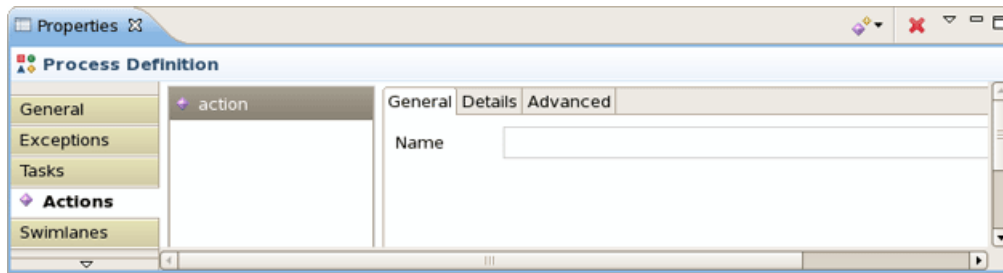 Properties
Process Definition
General
Exceptions
Tasks
Actions
Swimlanes
action
General Details Advanced
Name